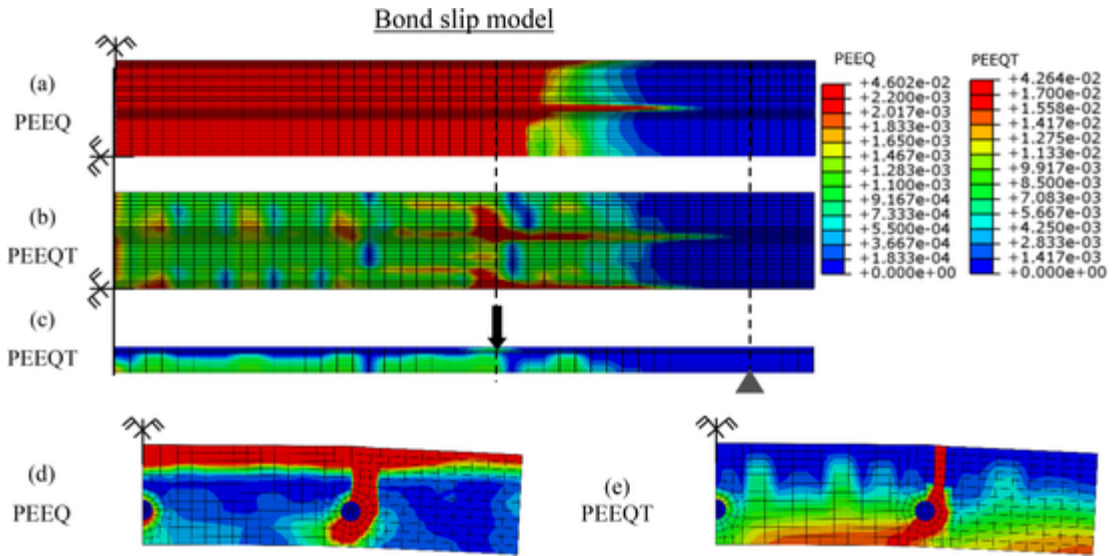 Bond slip model
(a)
PEEQ
(b)
PEEQT
(c)
PEEQT
PEEQ
+4.602e-02
+2.200e-03
+2.017e-03
+1.833e-03
+1.650e-03
+1.467e-03
+1.283e-03
+1.100e-03
+9.167e-04
+7.333e-04
+5.500e-04
+3.667e-04
+1.833e-04
+0.000e+00
PEEQT
+4.264e-02
+1.700e-02
+1.558e-02
+1.417e-02
+1.275e-02
+1.133e-02
+9.917e-03
+8.500e-03
+7.083e-03
+5.667e-03
+4.250e-03
+2.833e-03
+1.417e-03
+0.000e+00
(d)
PEEQ
(e)
PEEQT